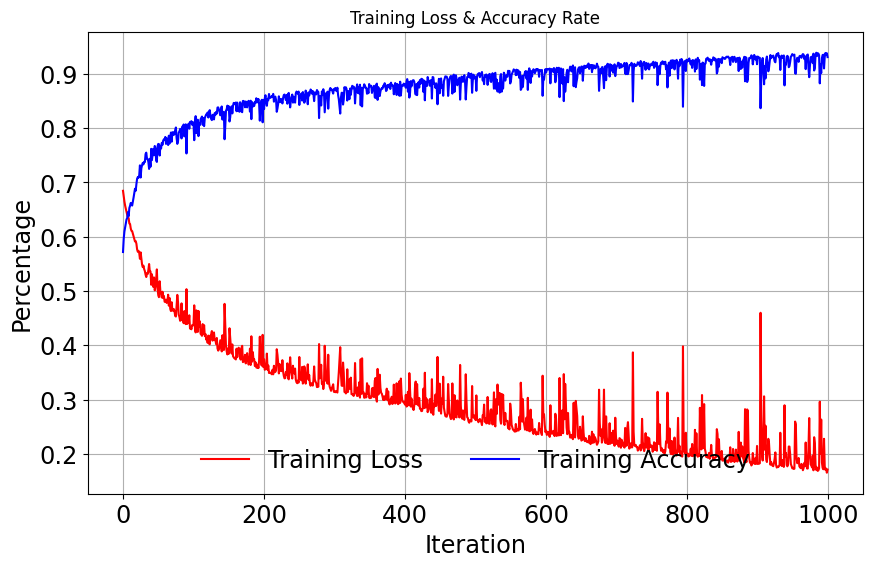 Training Loss & Accuracy Rate
Percentage
0.9
0.8
0.7
0.6
0.5
0.4
0.3
0.2
Training Loss Training Accuracy
0 200 400 600 800 1000
Iteration